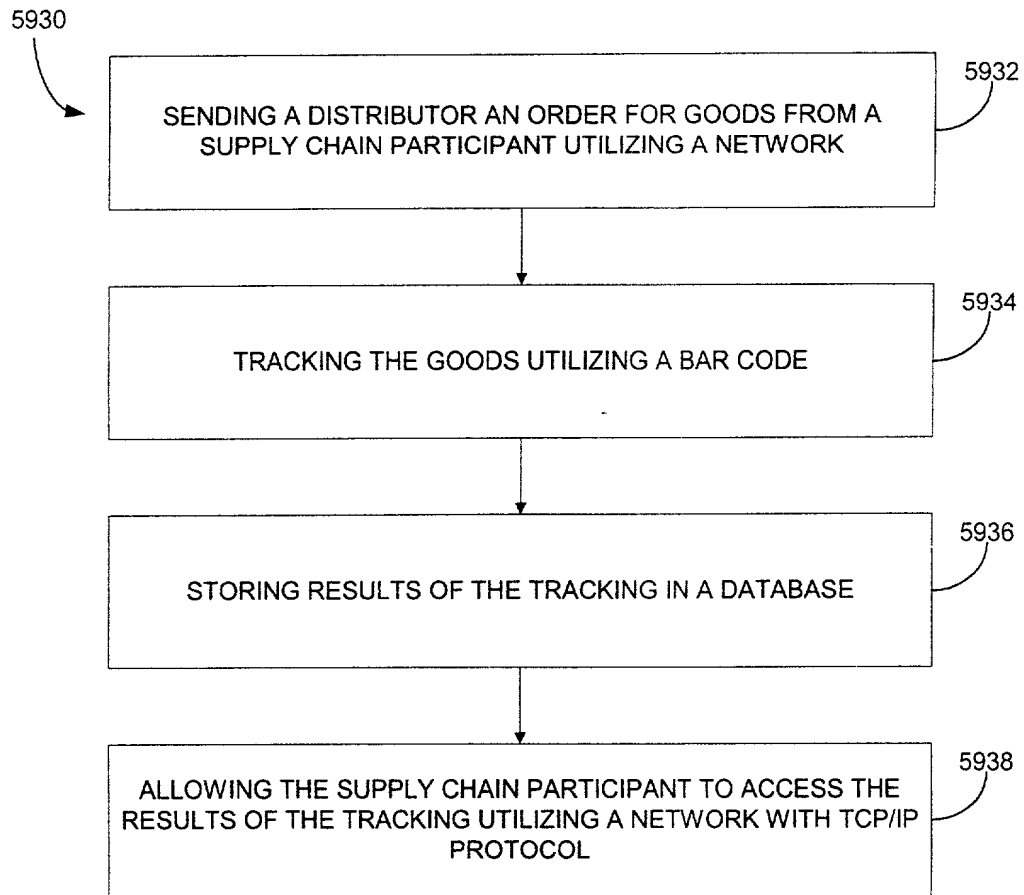 5930
5932
SENDING A DISTRIBUTOR AN ORDER FOR GOODS FROM A
SUPPLY CHAIN PARTICIPANT UTILIZING A NETWORK
5934
TRACKING THE GOODS UTILIZING A BAR CODE
5936
STORING RESULTS OF THE TRACKING IN A DATABASE
5938
ALLOWING THE SUPPLY CHAIN PARTICIPANT TO ACCESS THE
RESULTS OF THE TRACKING UTILIZING A NETWORK WITH TCP/IP
PROTOCOL